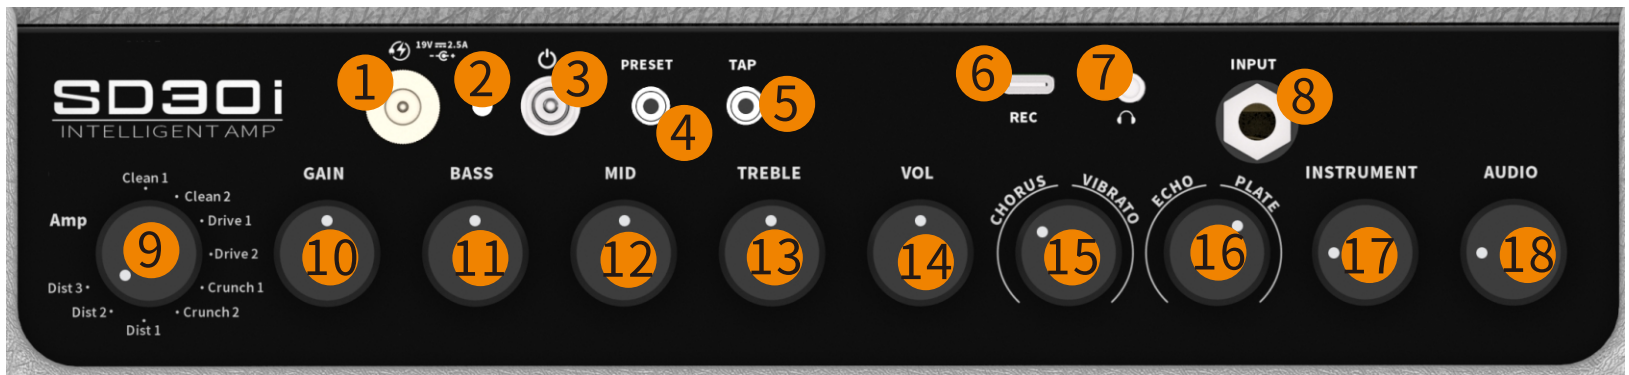 19V 2.5A
1
2
3
PRESET
4
TAP
5
6
REC
7
INPUT
8
SD30i
INTELLIGENT AMP
Amp
Clean 1
Clean 2
Drive 1
Drive 2
Crunch 1
Crunch 2
Dist 1
Dist 2
Dist 3
9
GAIN
10
BASS
11
MID
12
TREBLE
13
VOL
14
CHORUS VIBRATO
15
ECHO PLATE
16
INSTRUMENT
17
AUDIO
18